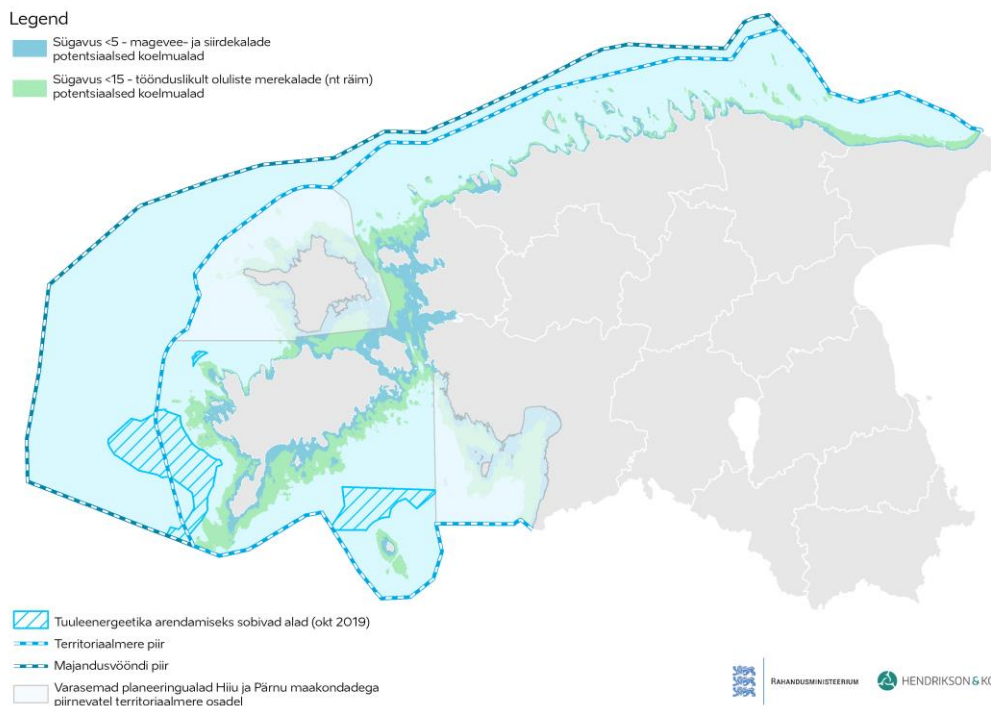 Legend
Sügavus <5 - magevee- ja siirdekalade
potentsiaalsed koelmualad
Sügavus <15 - töönduslikult oluliste merekalade (nt räim)
potentsiaalsed koelmualad
Tuuleenergeetika arendamiseks sobivad alad (okt 2019)
Territoriaalmere piir
Majandusvööndi piir
Varasemad planeeringualad Hiiu ja Pärnu maakondadega
piirnevatel territoriaalmere osadel
RAHANDUSMINISTEERIUM
HENDRIKSON & KO